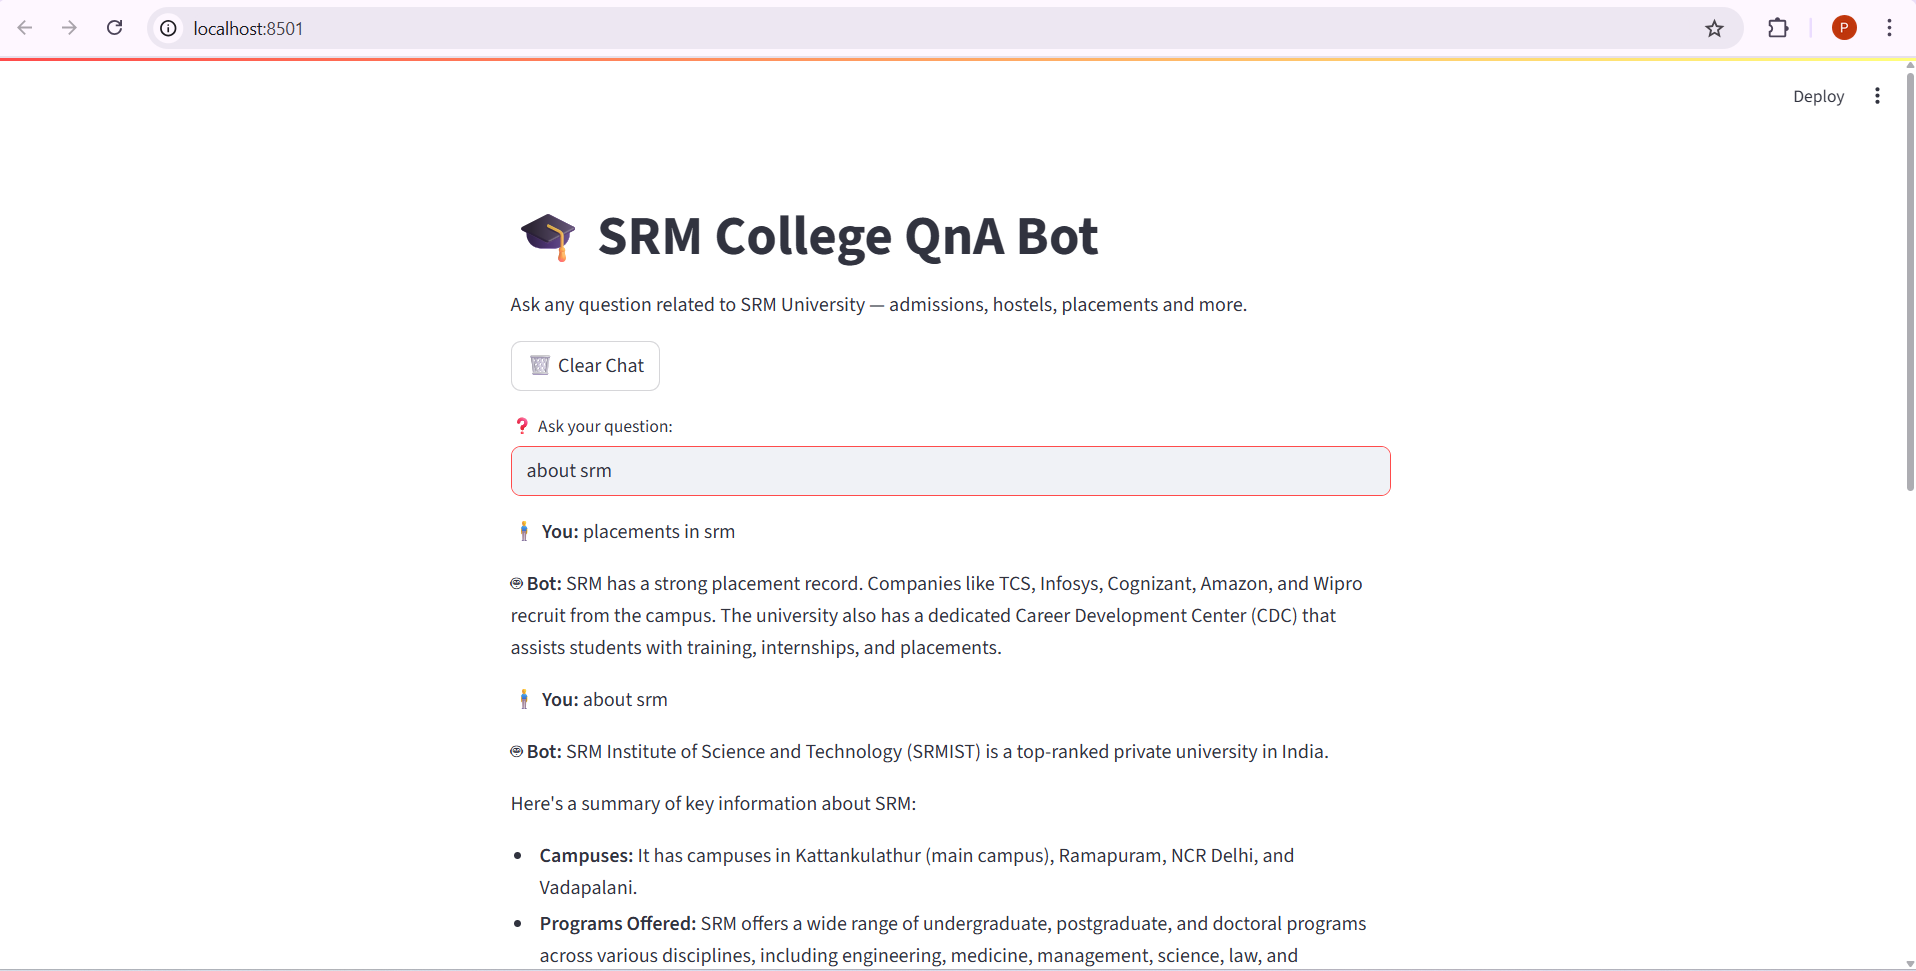 localhost:8501
P
Deploy
SRM College QnA Bot
Ask any question related to SRM University — admissions, hostels, placements and more.
Clear Chat
❓ Ask your question:
about srm
You: placements in srm
Bot: SRM has a strong placement record. Companies like TCS, Infosys, Cognizant, Amazon, and Wipro
recruit from the campus. The university also has a dedicated Career Development Center (CDC) that
assists students with training, internships, and placements.
You: about srm
Bot: SRM Institute of Science and Technology (SRMIST) is a top-ranked private university in India.
Here's a summary of key information about SRM:
• Campuses: It has campuses in Kattankulathur (main campus), Ramapuram, NCR Delhi, and
Vadapalani.
• Programs Offered: SRM offers a wide range of undergraduate, postgraduate, and doctoral programs
across various disciplines, including engineering, medicine, management, science, law, and